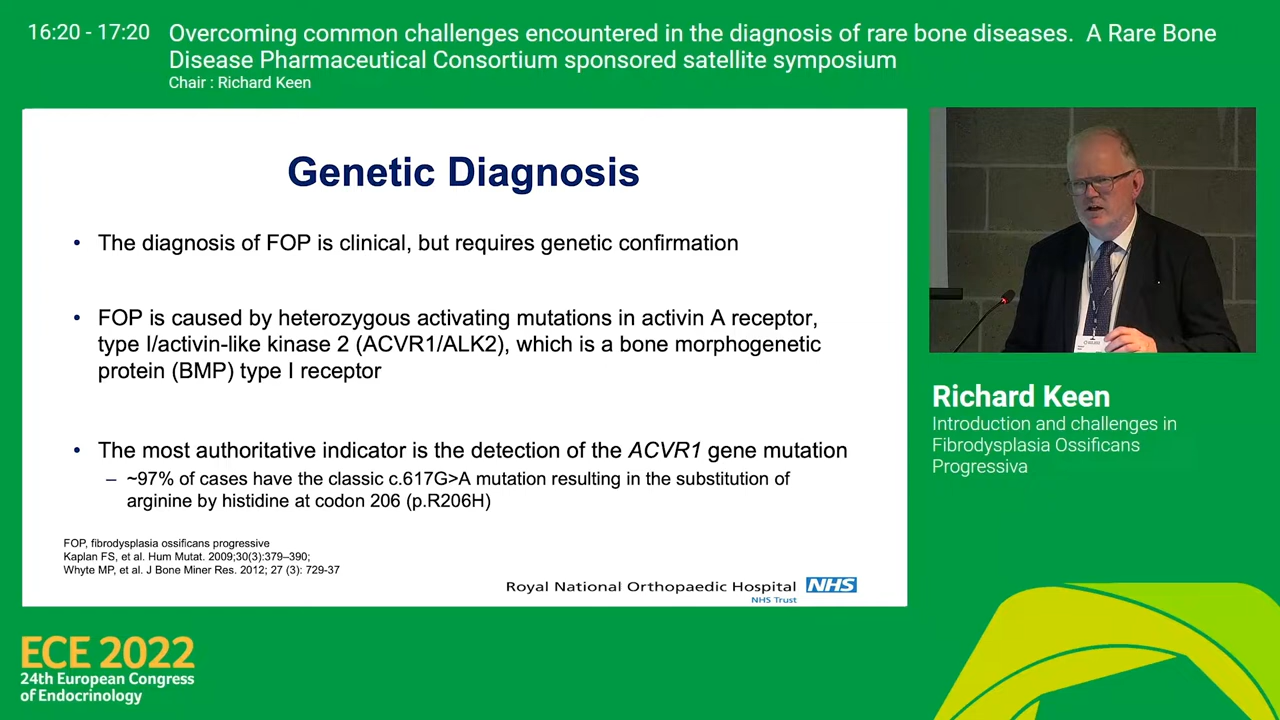 16:20 - 17:20
Overcoming common challenges encountered in the diagnosis of rare bone diseases. A Rare Bone
Disease Pharmaceutical Consortium sponsored satellite symposium
Chair : Richard Keen
Genetic Diagnosis
• The diagnosis of FOP is clinical, but requires genetic confirmation
• FOP is caused by heterozygous activating mutations in activin A receptor,
type I/activin-like kinase 2 (ACVR1/ALK2), which is a bone morphogenetic
protein (BMP) type I receptor
• The most authoritative indicator is the detection of the ACVR1 gene mutation
– ~97% of cases have the classic c.617G>A mutation resulting in the substitution of
arginine by histidine at codon 206 (p.R206H)
FOP, fibrodysplasia ossificans progressive
Kaplan FS, et al. Hum Mutat. 2009;30(3):379–390;
Whyte MP, et al. J Bone Miner Res. 2012; 27 (3): 729-37
Royal National Orthopaedic Hospital NHS
NHS Trust
Richard Keen
Introduction and challenges in
Fibrodysplasia Ossificans
Progressiva
ECE 2022
24th European Congress
of Endocrinology